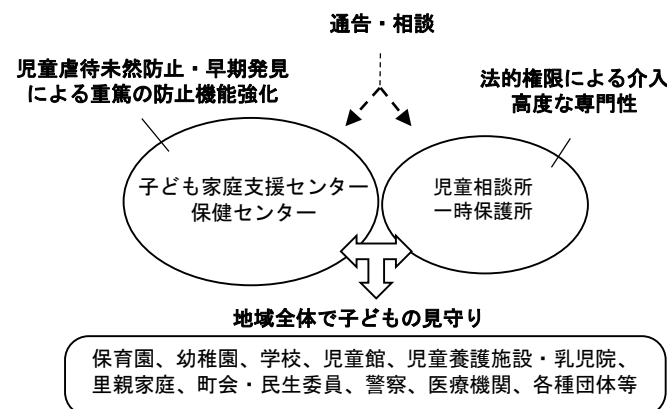 通告・相談
児童虐待未然防止・早期発見
による重篤の防止機能強化
法的権限による介入
高度な専門性
子ども家庭支援センター
保健センター
児童相談所
一時保護所
地域全体で子どもの見守り
保育園、幼稚園、学校、児童館、児童養護施設・乳児院、
里親家庭、町会・民生委員、警察、医療機関、各種団体等